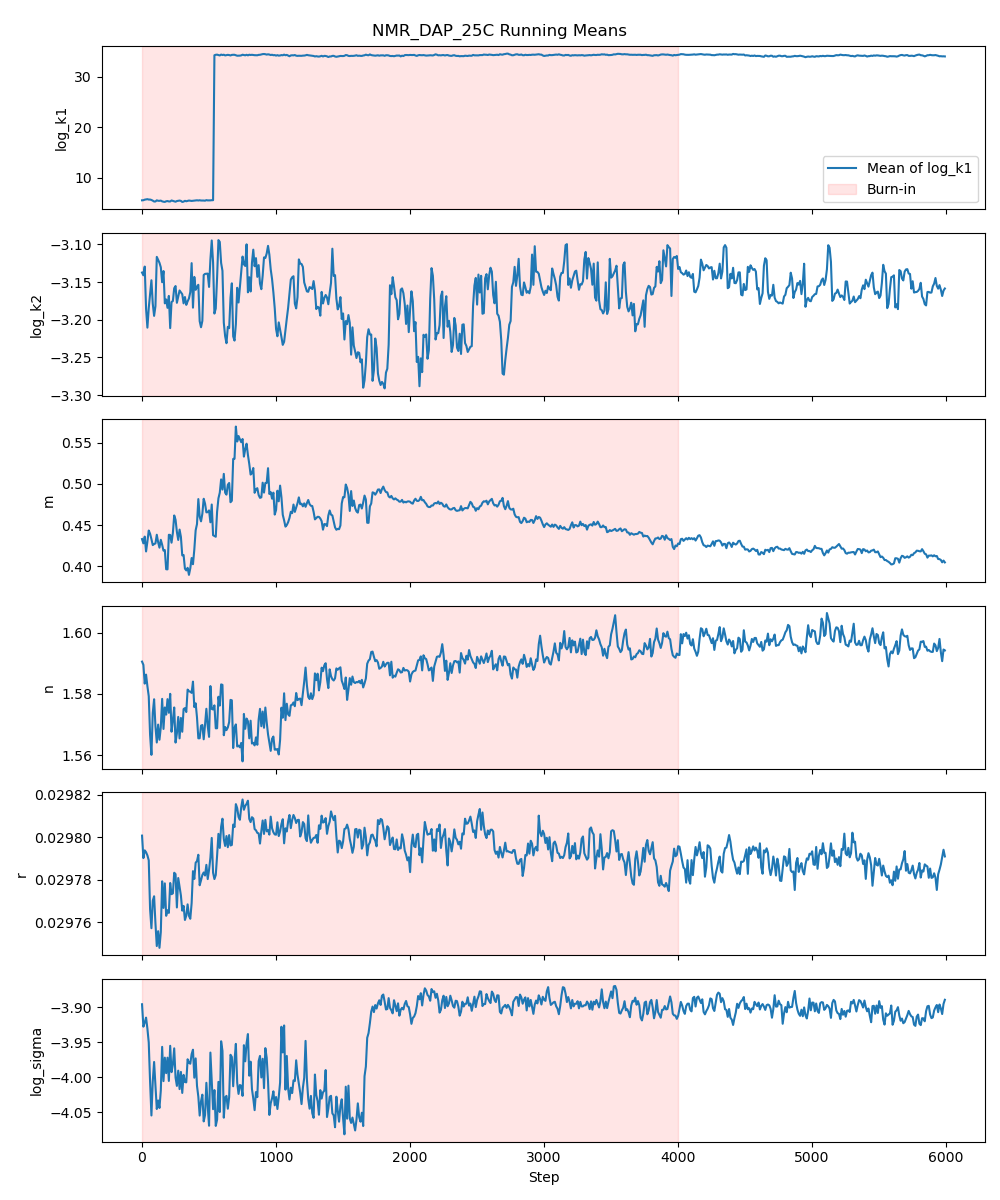 NMR_DAP_25C Running Means
30
20
10
log_k1
Mean of log_k1
Burn-in
−3.10
−3.15
−3.20
−3.25
−3.30
log_k2
0.55
0.50
0.45
0.40
m
1.60
1.58
1.56
n
0.02982
0.02980
0.02978
0.02976
r
−3.90
−3.95
−4.00
−4.05
log_sigma
0 1000 2000 3000 4000 5000 6000
Step